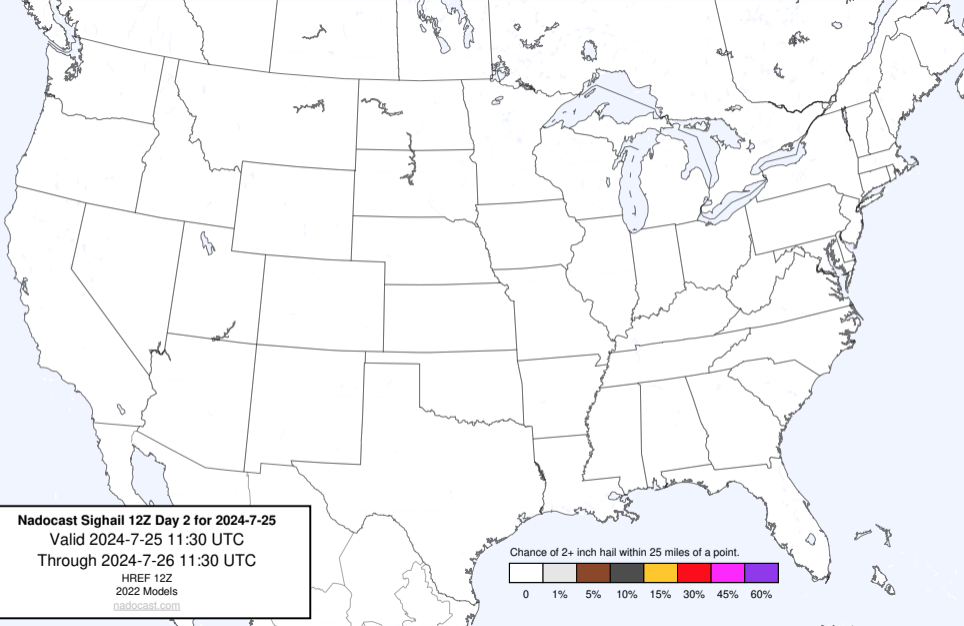 Nadocast Sighail 12Z Day 2 for 2024-7-25
Valid 2024-7-25 11:30 UTC
Through 2024-7-26 11:30 UTC
HREF 12Z
2022 Models
nadocast.com
Chance of 2+ inch hail within 25 miles of a point.
0 1% 5% 10% 15% 30% 45% 60%